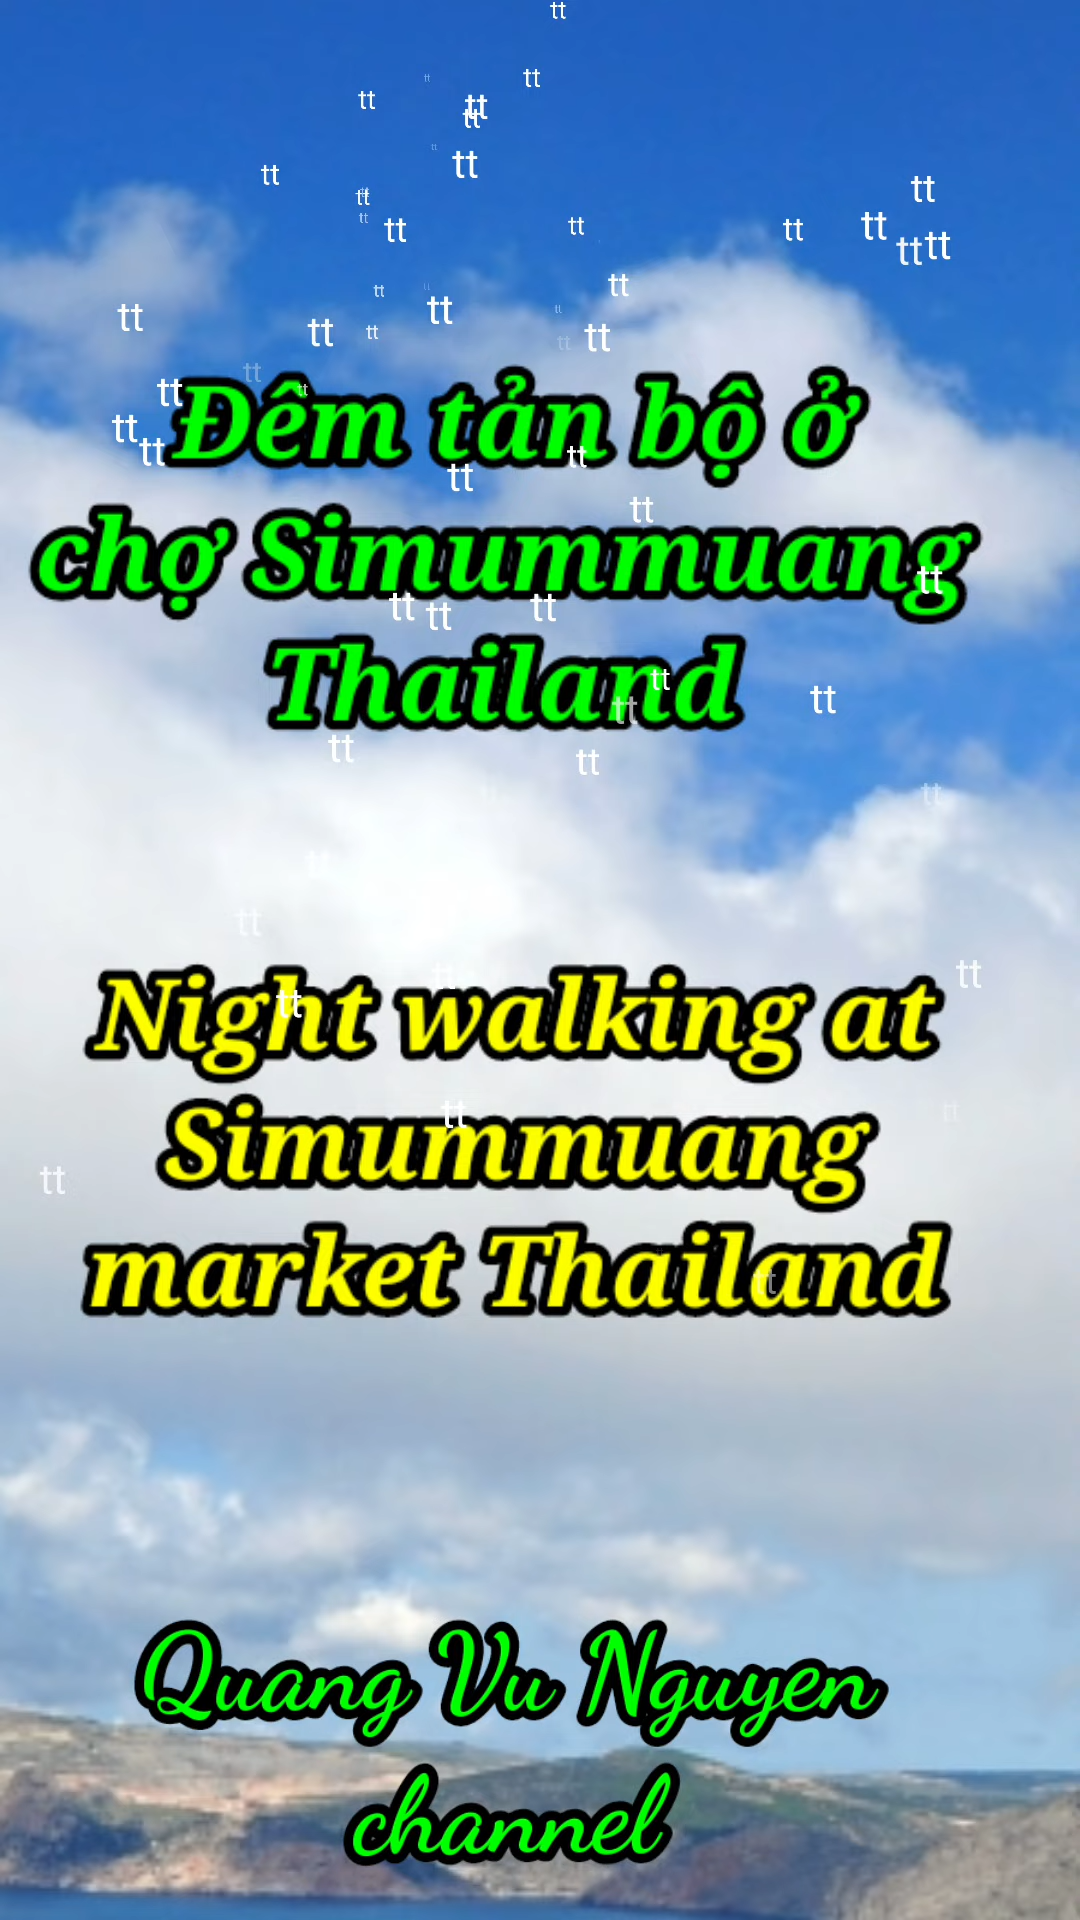 Đêm tản bộ ở
chợ Simummuang
Thailand
Night walking at
Simummuang
market Thailand
Quang Vu Nguyen
channel